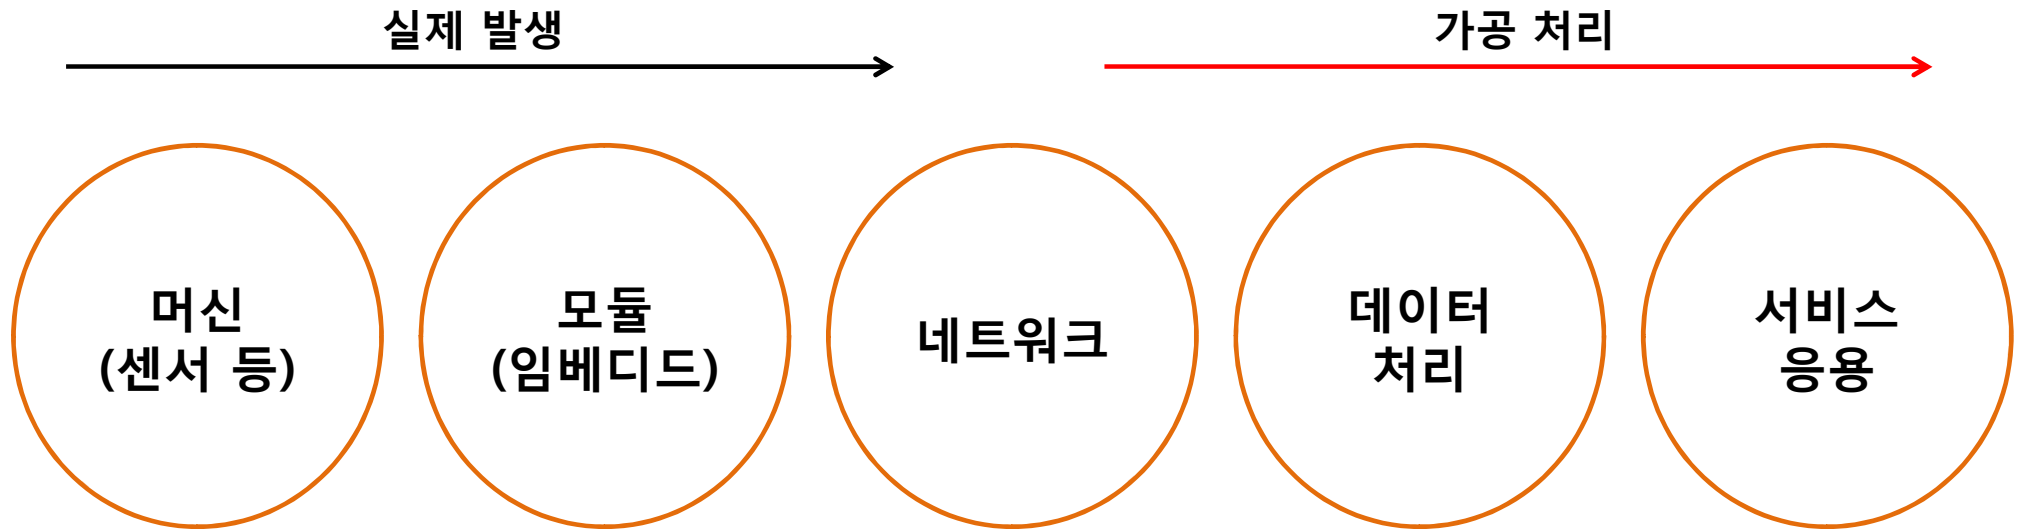 실제 발생
가공 처리
머신
(센서 등)
모듈
(임베디드)
네트워크
데이터
처리
서비스
응용